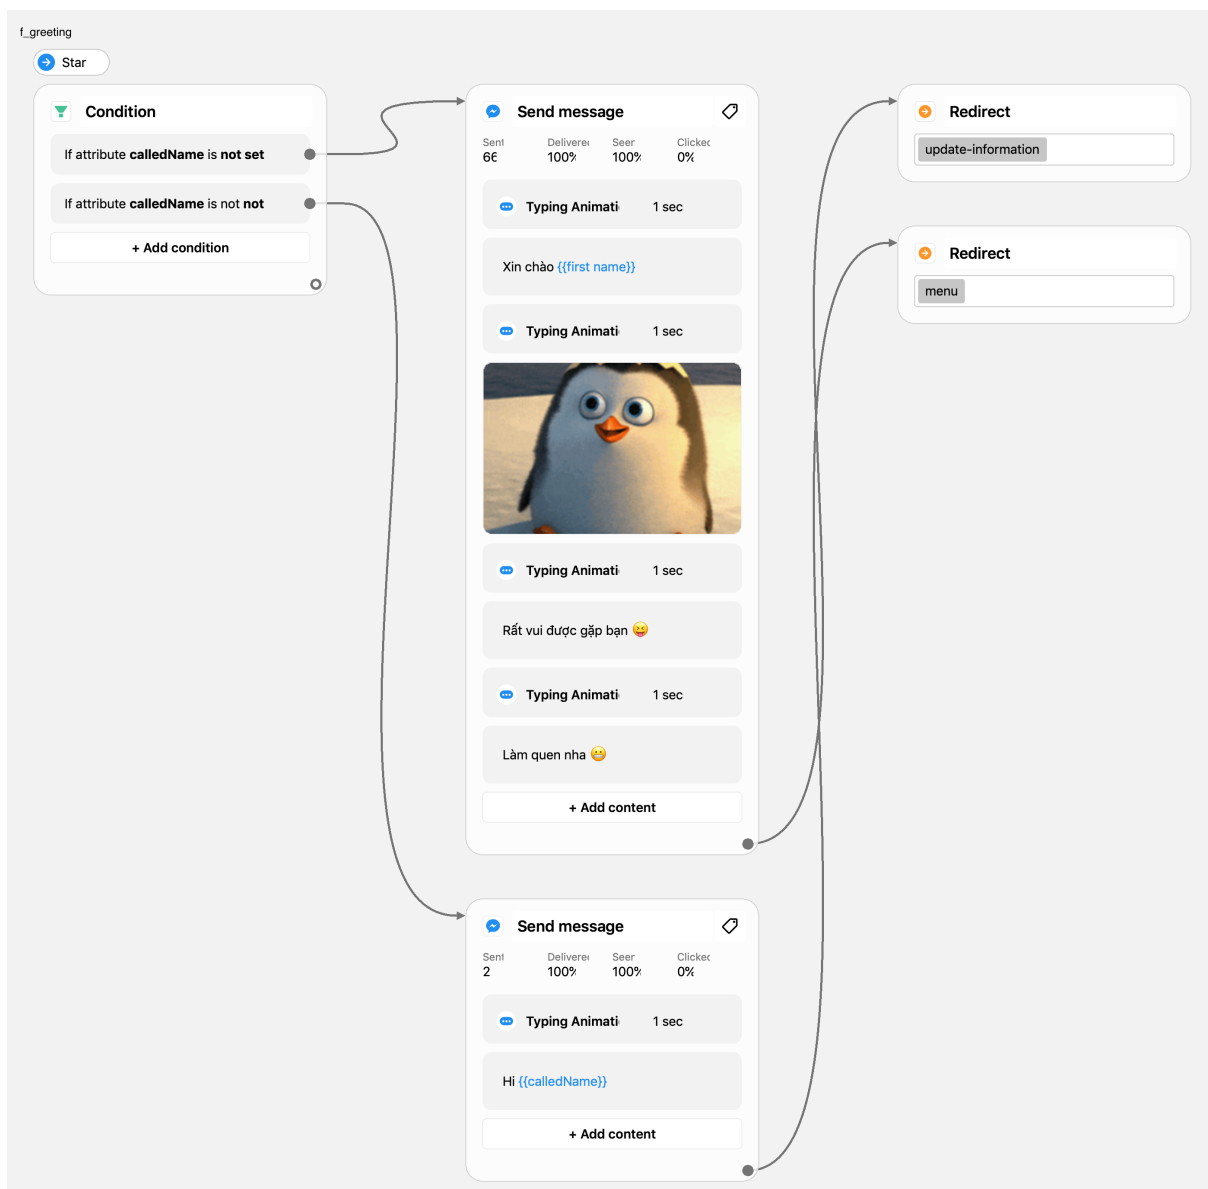 f_greeting
Star
Condition
If attribute calledName is not set
If attribute calledName is not not
+ Add condition
Send message
Sent Delivered Seen Clicked
66 100% 100% 0%
Typing Animati 1 sec
Xin chào {{first name}}
Typing Animati 1 sec
Typing Animati 1 sec
Rất vui được gặp bạn 😝
Typing Animati 1 sec
Làm quen nha 😬
+ Add content
Send message
Sent Delivered Seen Clicked
2 100% 100% 0%
Typing Animati 1 sec
Hi {{calledName}}
+ Add content
Redirect
update-information
Redirect
menu